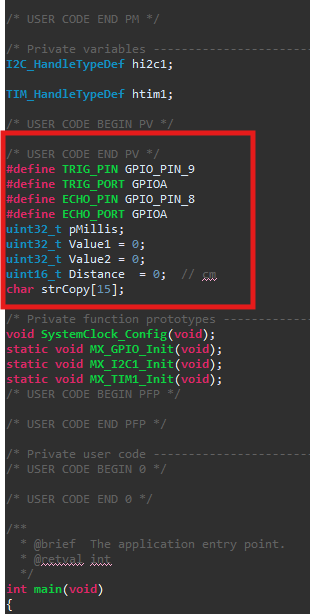 /* USER CODE END PM */
/* Private variables ------------------------
I2C_HandleTypeDef hi2c1;
TIM_HandleTypeDef htim1;
/* USER CODE BEGIN PV */
/* USER CODE END PV */
#define TRIG_PIN GPIO_PIN_9
#define TRIG_PORT GPIOA
#define ECHO_PIN GPIO_PIN_8
#define ECHO_PORT GPIOA
uint32_t pMillis;
uint32_t Value1 = 0;
uint32_t Value2 = 0;
uint16_t Distance  = 0;  // cm
char strCopy[15];
/* Private function prototypes -------------
void SystemClock_Config(void);
static void MX_GPIO_Init(void);
static void MX_I2C1_Init(void);
static void MX_TIM1_Init(void);
/* USER CODE BEGIN PFP */
/* USER CODE END PFP */
/* Private user code -----------------------
/* USER CODE BEGIN 0 */
/* USER CODE END 0 */
/**
* @brief  The application entry point.
* @retval int
*/
int main(void)
{